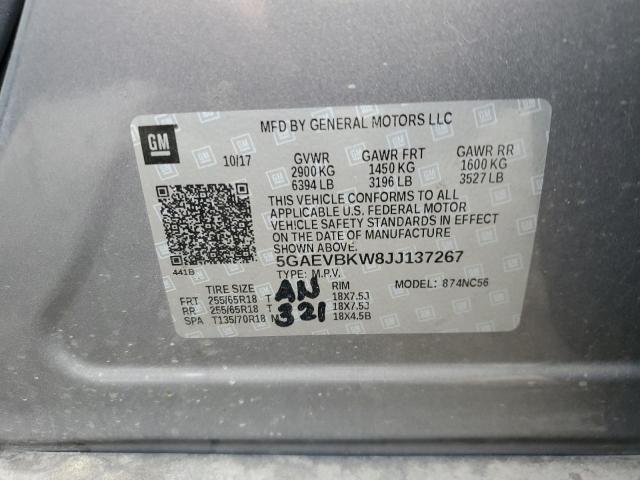 GM
MFD BY GENERAL MOTORS LLC
10/17 GVWR GAWR FRT GAWR RR
2900 KG 1450 KG 1600 KG
6394 LB 3196 LB 3527 LB
THIS VEHICLE CONFORMS TO ALL
APPLICABLE U.S. FEDERAL MOTOR
VEHICLE SAFETY STANDARDS IN EFFECT
ON THE DATE OF MANUFACTURE
SHOWN ABOVE.
441B 5GAEVBKW8JJ137267
TYPE: M.P.V. MODEL: 874NC56
TIRE SIZE RIM
FRT 255/65R18 T AN 18X7.5J
RR 255/65R18 T 18X7.5J
SPA T135/70R18 M 321 18X4.5B